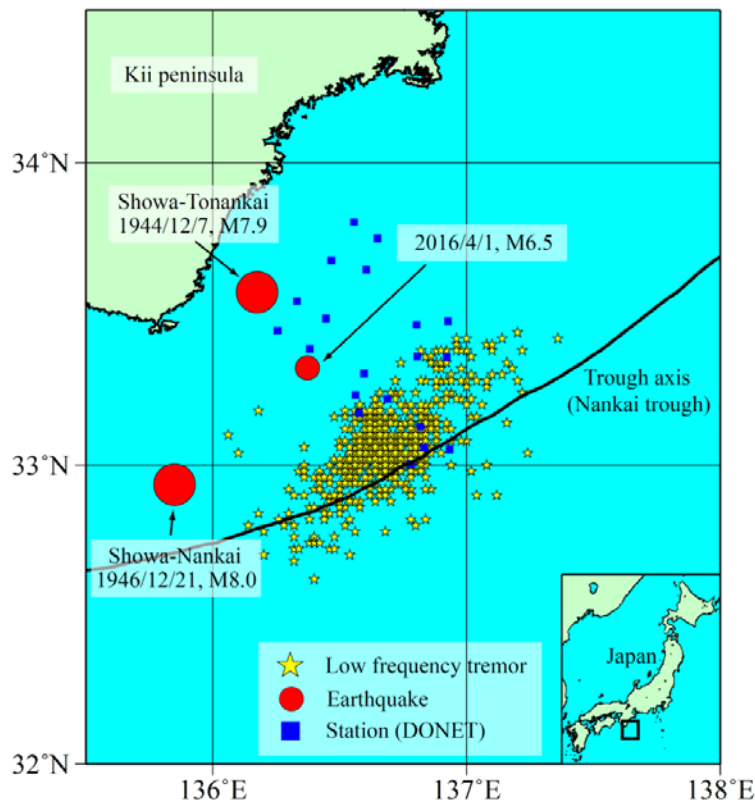 Kii peninsula
34°N
Showa-Tonankai
1944/12/7, M7.9
2016/4/1, M6.5
Trough axis
(Nankai trough)
33°N
Showa-Nankai
1946/12/21, M8.0
Low frequency tremor
Earthquake
Station (DONET)
Japan
32°N
136°E
137°E
138°E